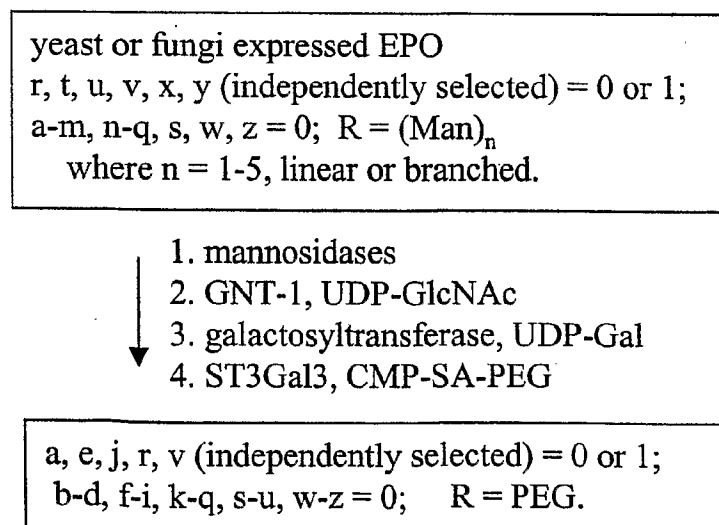 yeast or fungi expressed EPO
r, t, u, v, x, y (independently selected) = 0 or 1;
a-m, n-q, s, w, z = 0; R = (Man)n
where n = 1-5, linear or branched.
1. mannosidases
2. GNT-1, UDP-GlcNAc
3. galactosyltransferase, UDP-Gal
4. ST3Gal3, CMP-SA-PEG
a, e, j, r, v (independently selected) = 0 or 1;
b-d, f-i, k-q, s-u, w-z = 0; R = PEG.